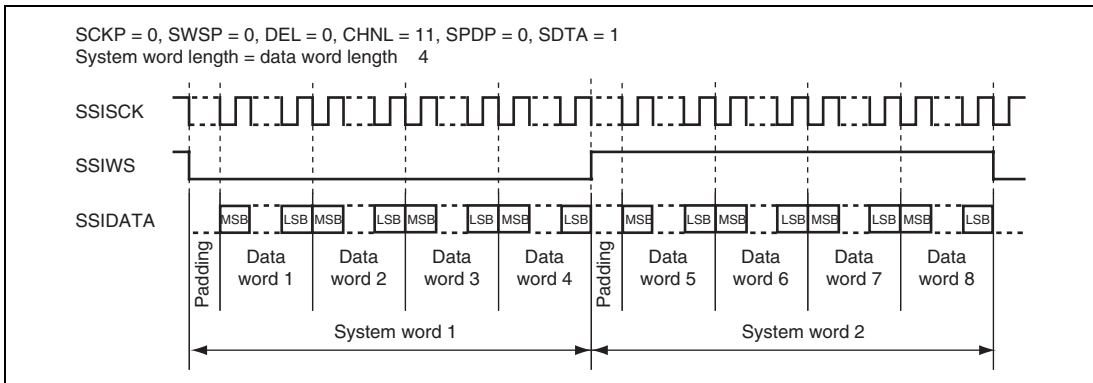 SCKP = 0, SWSP = 0, DEL = 0, CHNL = 11, SPDP = 0, SDTA = 1
System word length = data word length 4
SSISCK
SSIWS
SSIDATA
MSB LSB MSB LSB MSB LSB MSB LSB MSB LSB MSB LSB MSB LSB MSB LSB
Padding Data word 1 Data word 2 Data word 3 Data word 4 Padding Data word 5 Data word 6 Data word 7 Data word 8
System word 1 System word 2